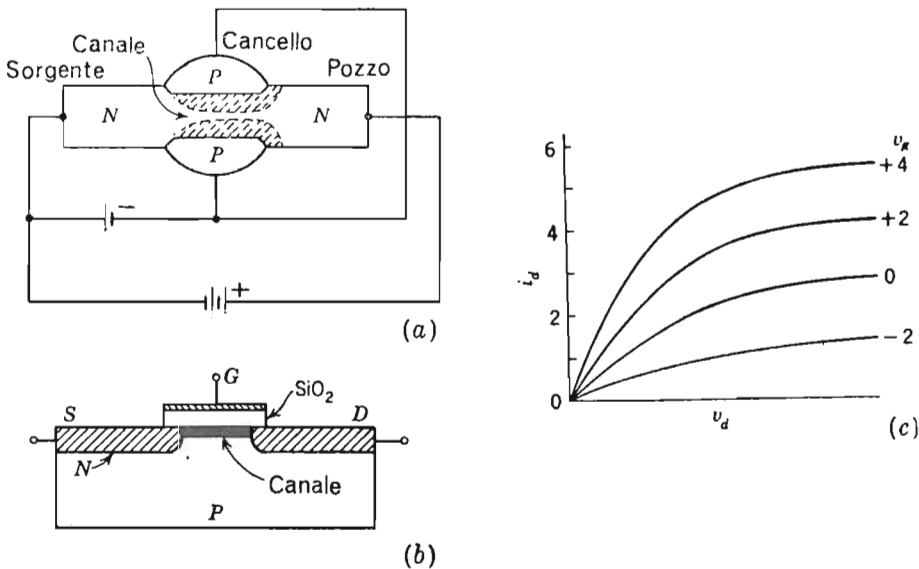 Canale
Cancello
Sorgente
Pozzo
P
N
N
P
−
+
(a)
G
SiO2
S
D
N
Canale
P
(b)
6
4
2
0
i_d
v_g
+4
+2
0
−2
v_d
(c)